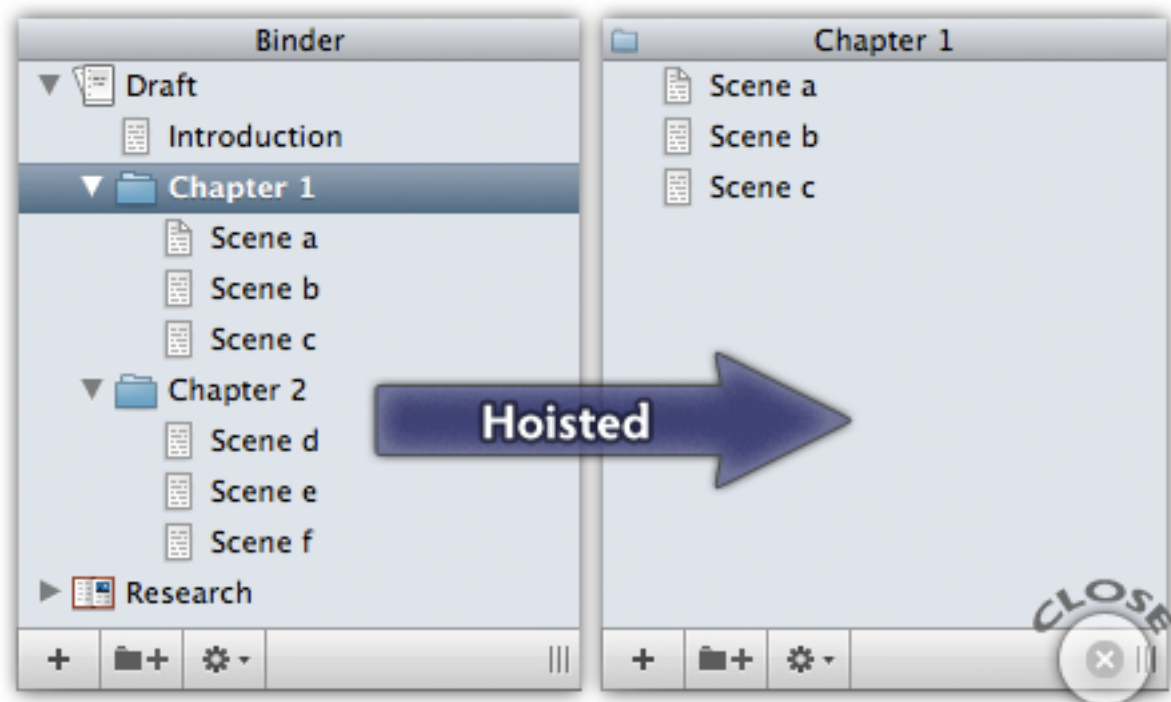 Binder
Draft
Introduction
Chapter 1
Scene a
Scene b
Scene c
Chapter 2
Scene d
Scene e
Scene f
Research
Hoisted
Chapter 1
Scene a
Scene b
Scene c
CLOSE